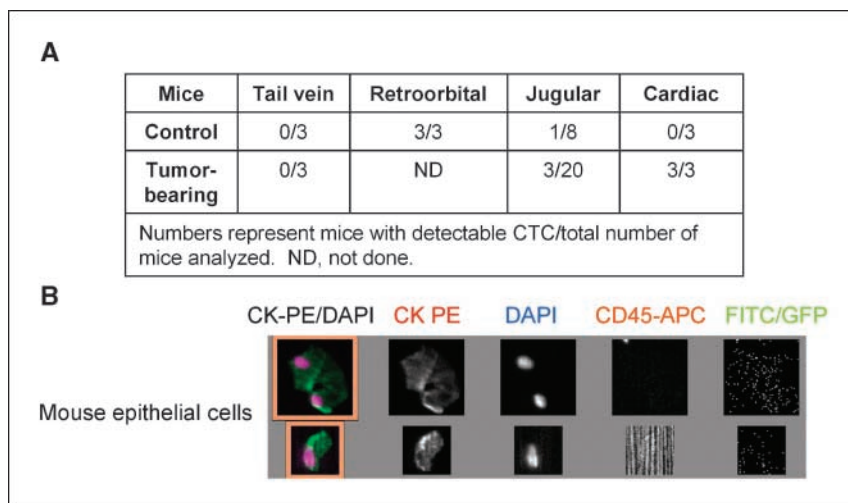 A
Mice Tail vein Retroorbital Jugular Cardiac
Control 0/3 3/3 1/8 0/3
Tumor-
bearing 0/3 ND 3/20 3/3
Numbers represent mice with detectable CTC/total number of
mice analyzed. ND, not done.
B
CK-PE/DAPI CK PE DAPI CD45-APC FITC/GFP
Mouse epithelial cells